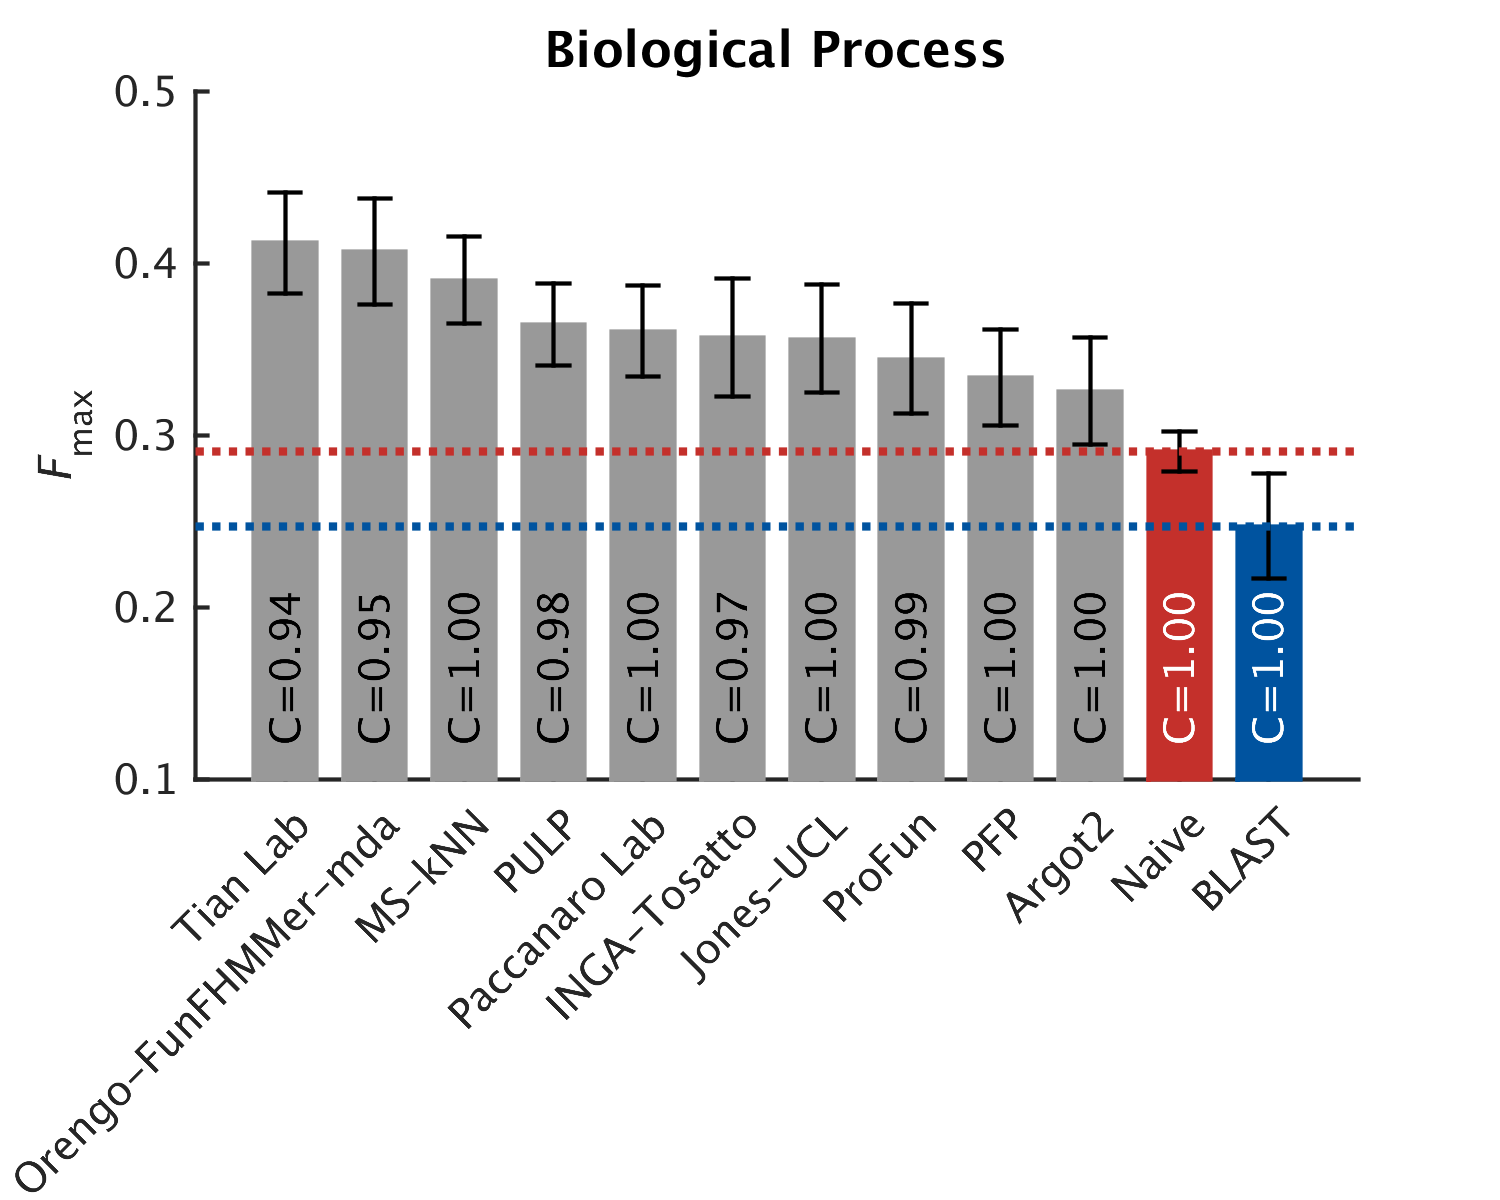 Biological Process
0.5
0.4
0.3
0.2
0.1
Fmax
C=0.94
C=0.95
C=1.00
C=0.98
C=1.00
C=0.97
C=1.00
C=0.99
C=1.00
C=1.00
C=1.00
C=1.00
Tian Lab
Orengo-FunFHMMer-mda
MS-kNN
PULP
Paccanaro Lab
INGA-Tosatto
Jones-UCL
ProFun
PFP
Argot2
Naive
BLAST